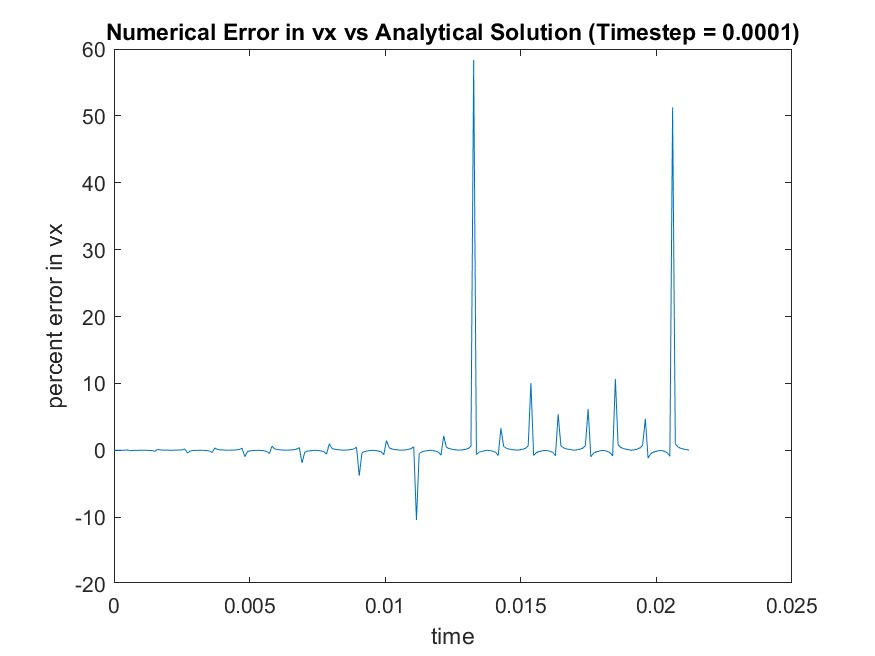 Numerical Error in vx vs Analytical Solution (Timestep = 0.0001)
60
50
40
30
20
10
0
-10
-20
percent error in vx
0 0.005 0.01 0.015 0.02 0.025
time